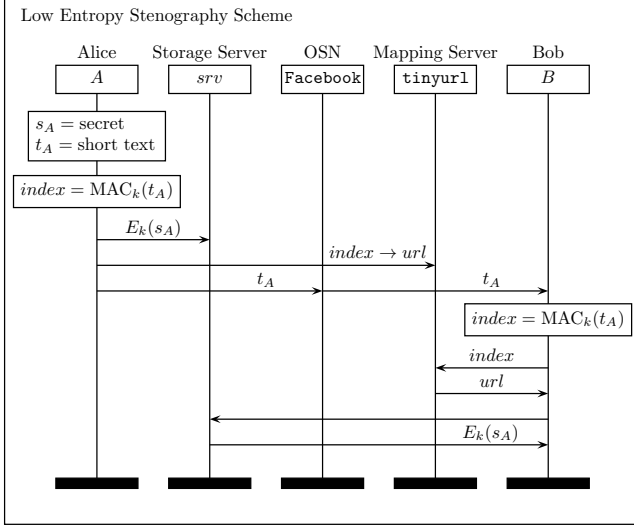 Low Entropy Stenography Scheme
Alice Storage Server OSN Mapping Server Bob
A srv Facebook tinyurl B
s_A = secret
t_A = short text
index = MAC_k(t_A)
E_k(s_A)
index → url
t_A t_A
index = MAC_k(t_A)
index
url
E_k(s_A)